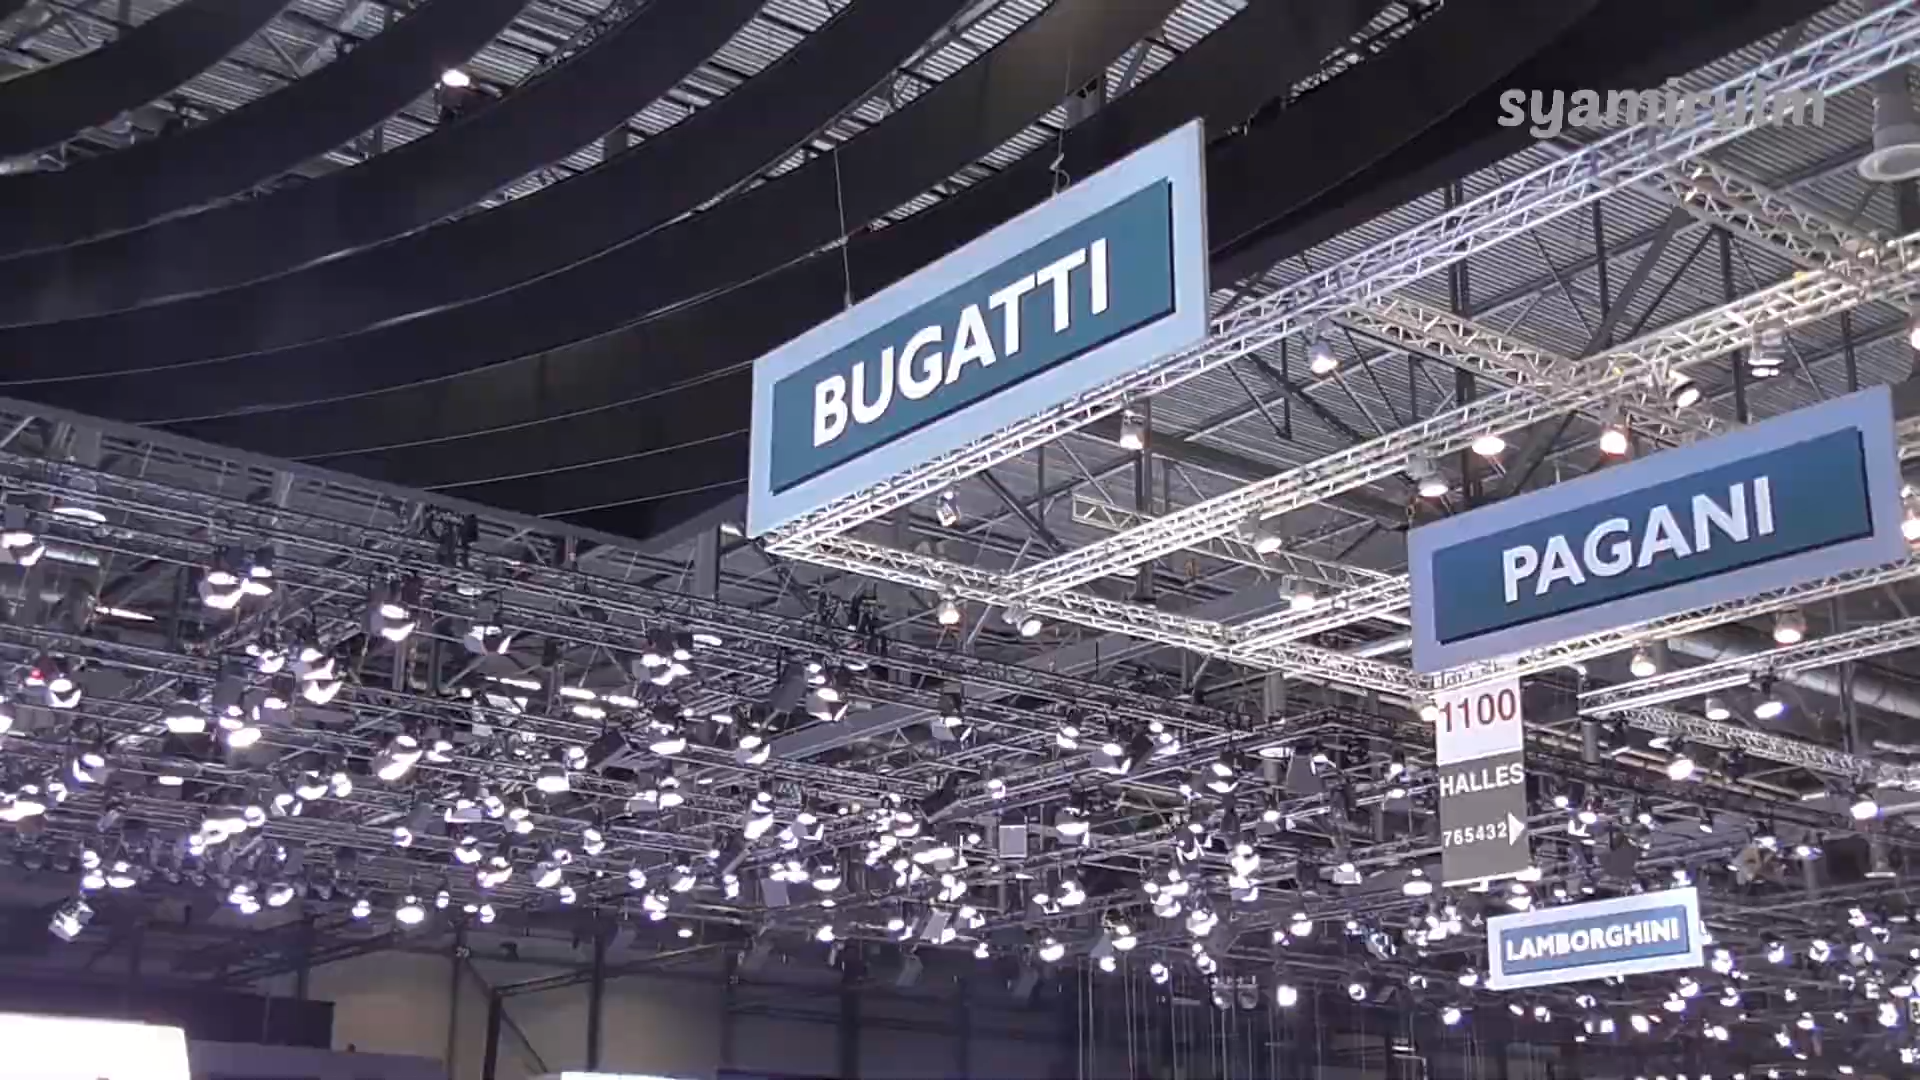 syamirulm
BUGATTI
PAGANI
1100
HALLES
765432
LAMBORGHINI